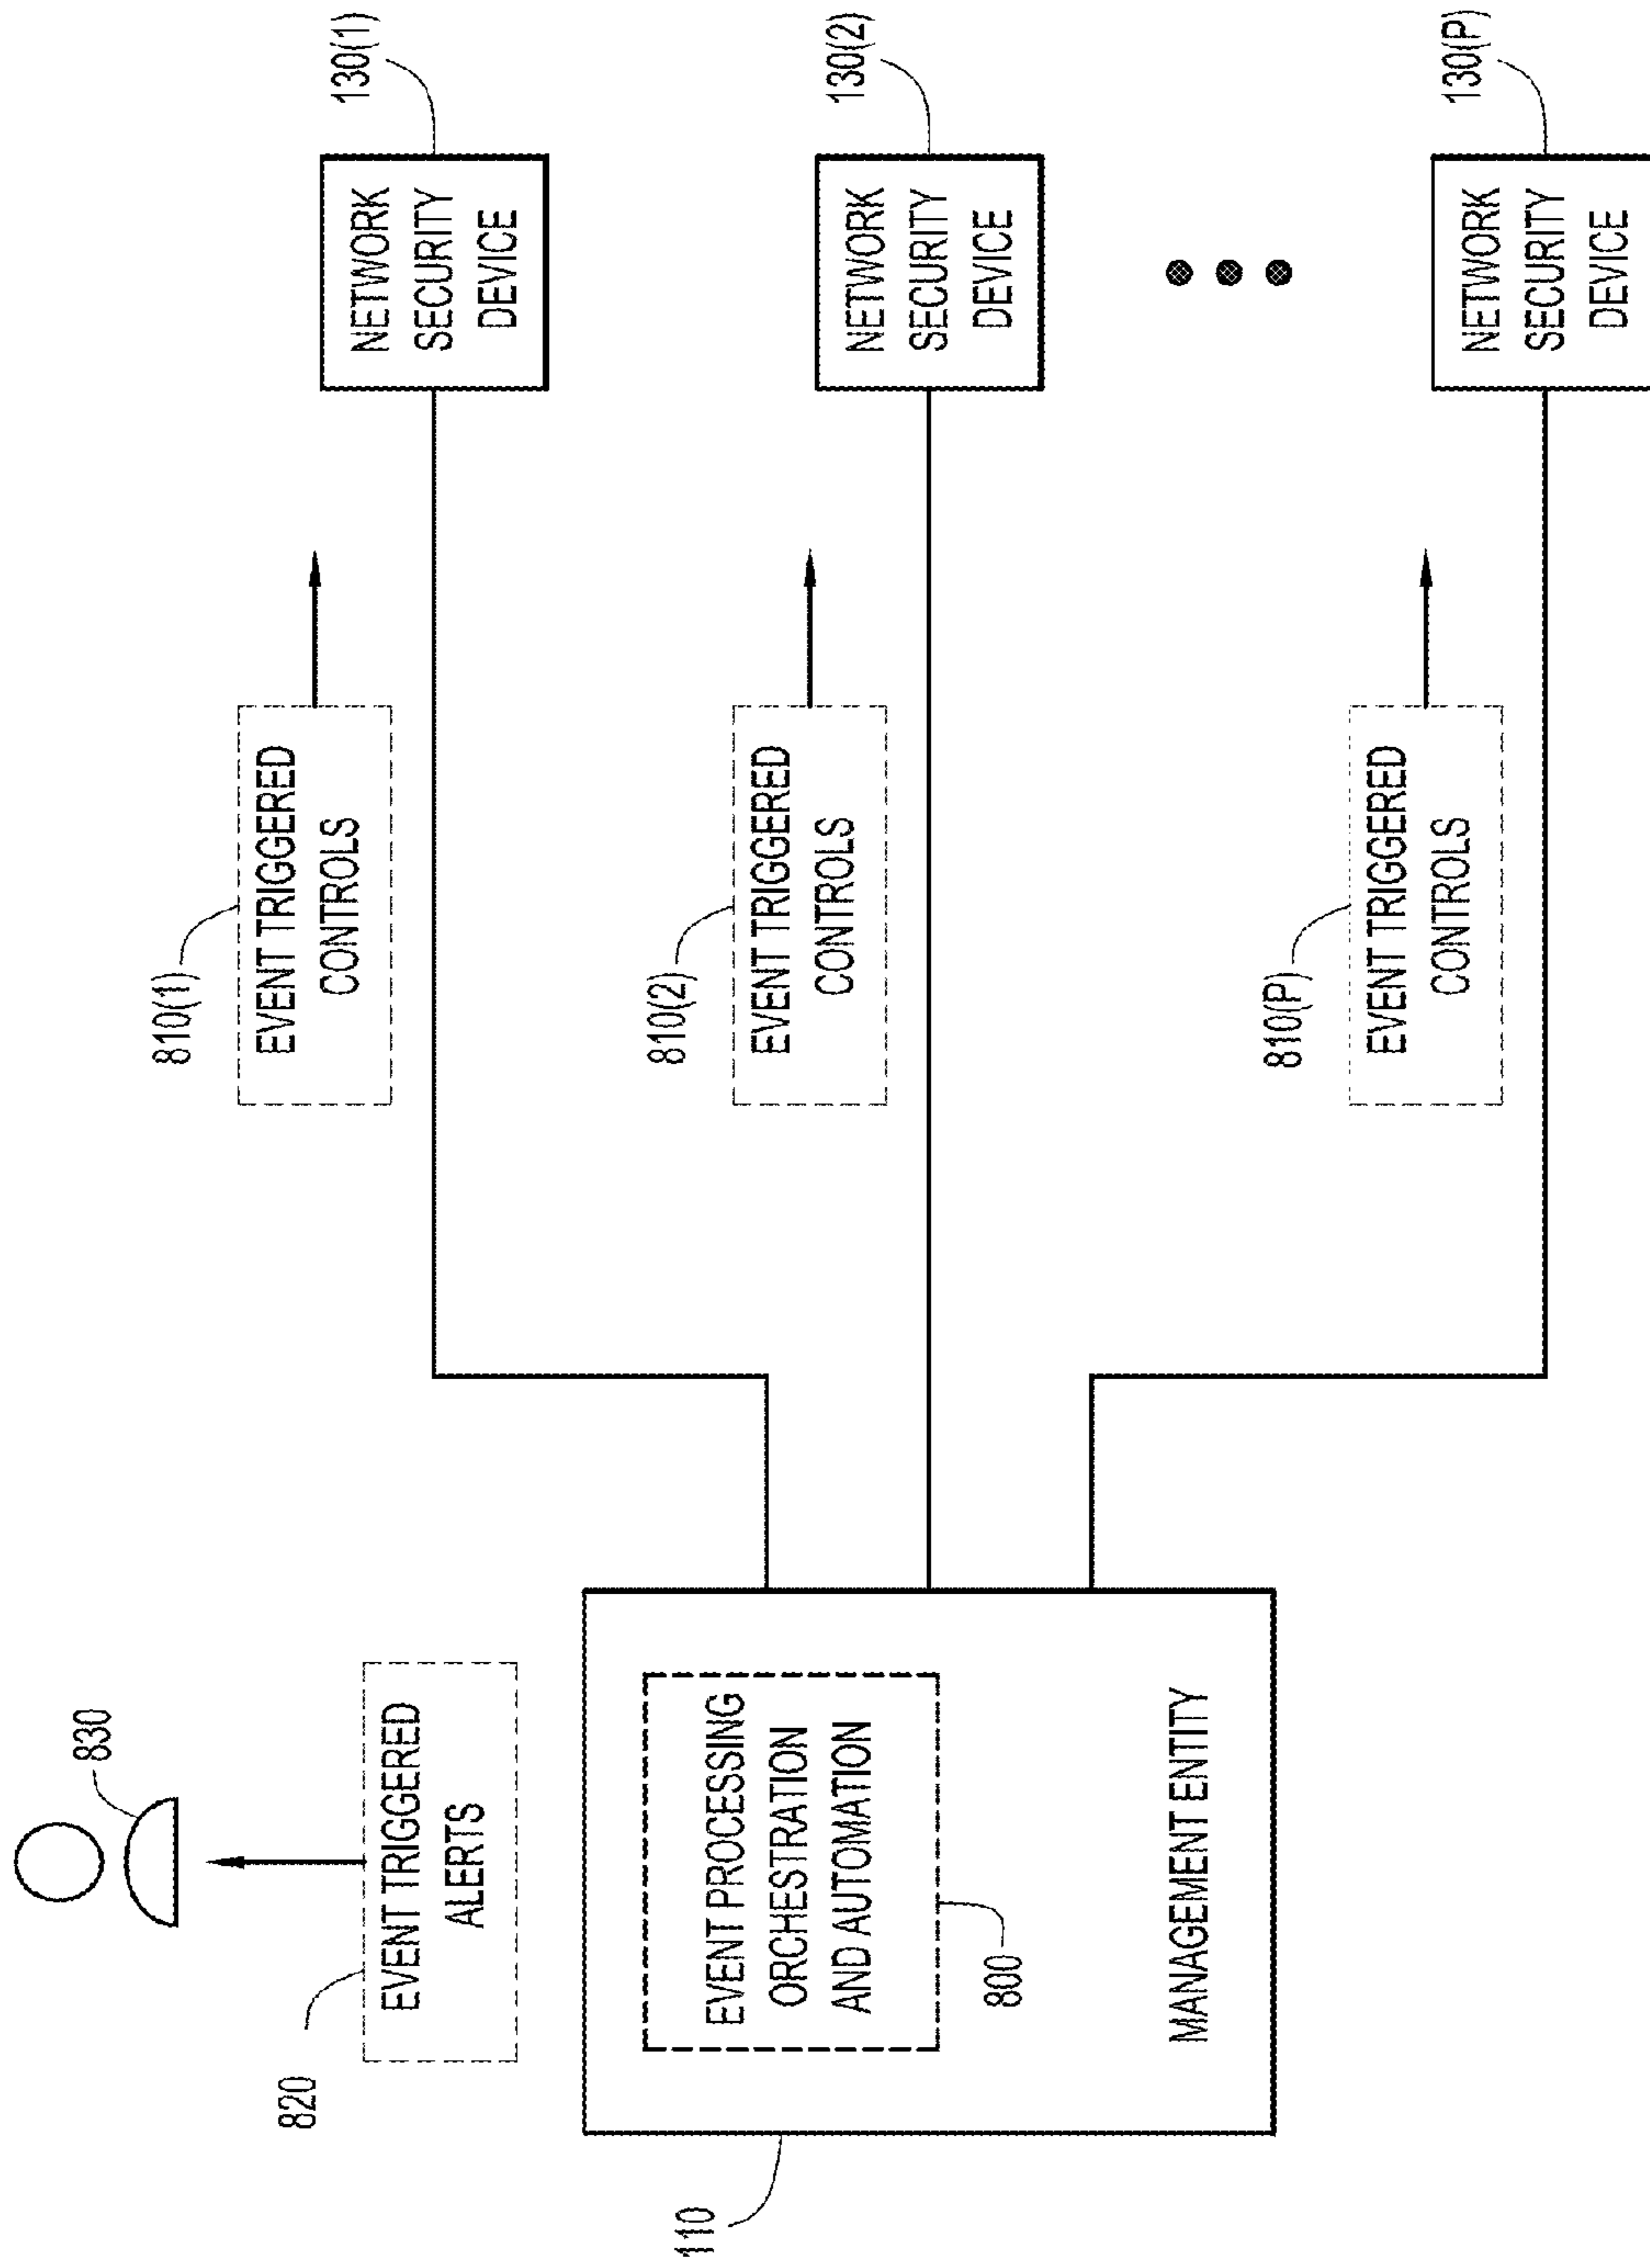 830
820
EVENT TRIGGERED
ALERTS
110
EVENT PROCESSING
ORCHESTRATION
AND AUTOMATION
800
MANAGEMENT ENTITY
810(1)
EVENT TRIGGERED
CONTROLS
130(1)
NETWORK
SECURITY
DEVICE
810(2)
EVENT TRIGGERED
CONTROLS
130(2)
NETWORK
SECURITY
DEVICE
810(P)
EVENT TRIGGERED
CONTROLS
130(P)
NETWORK
SECURITY
DEVICE